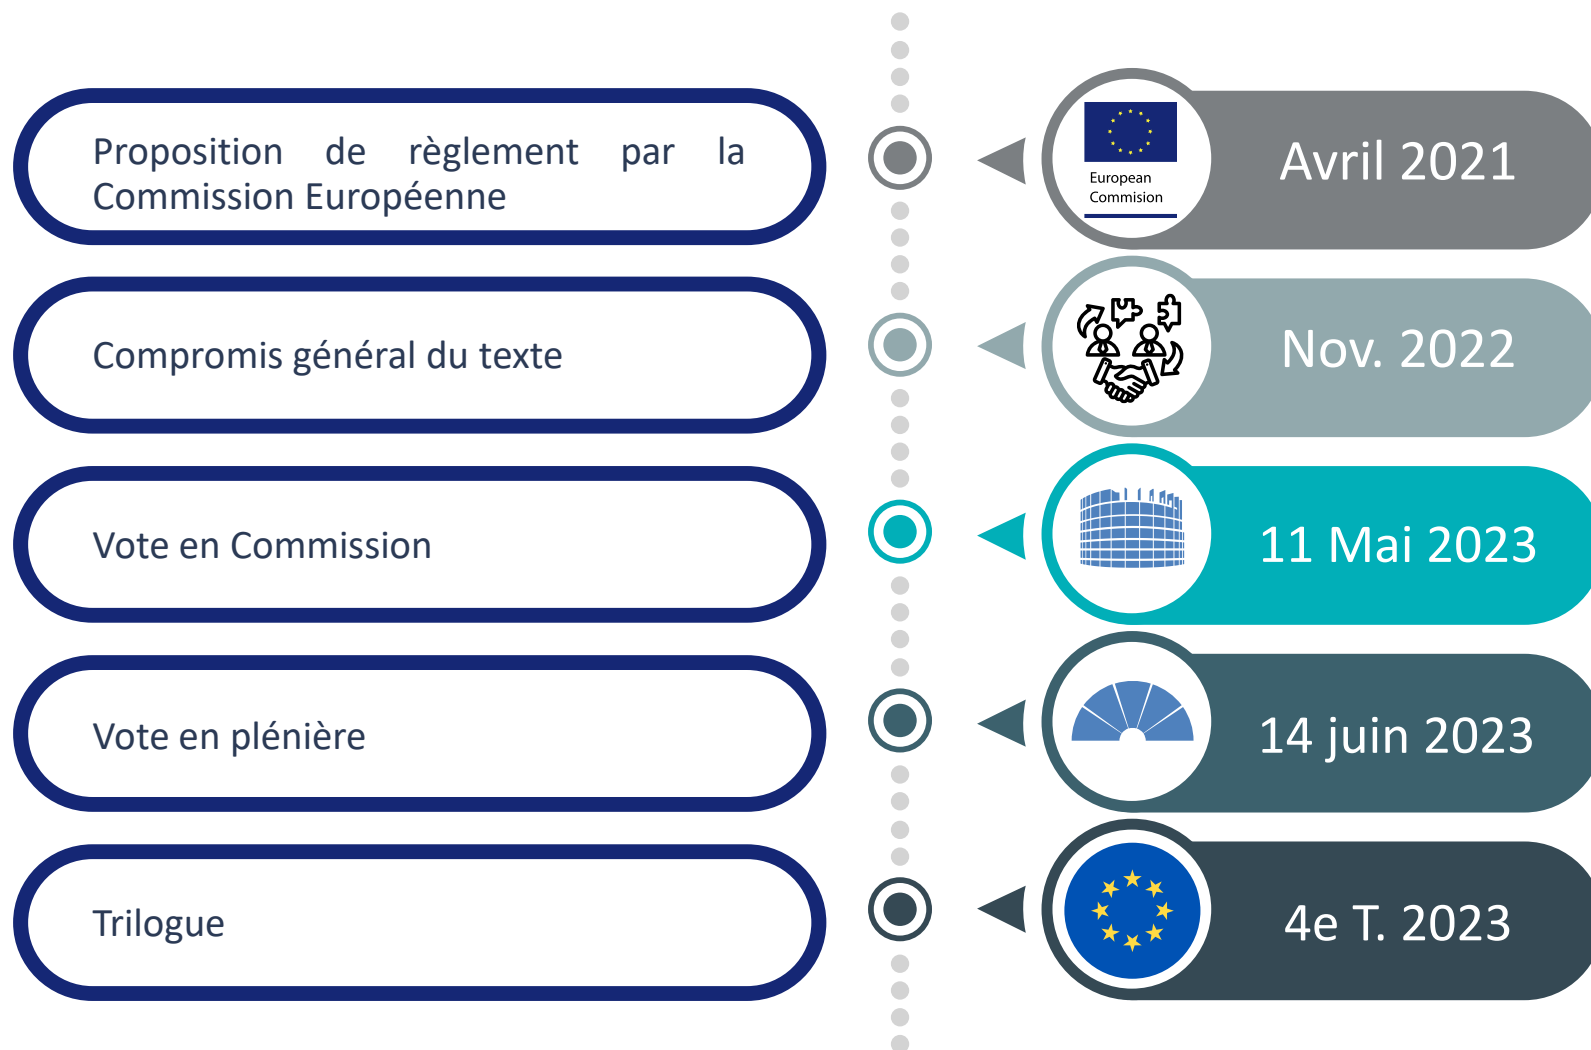 Proposition de règlement par la
Commission Européenne
European
Commision
Avril 2021
Compromis général du texte
Nov. 2022
Vote en Commission
11 Mai 2023
Vote en plénière
14 juin 2023
Trilogue
4e T. 2023